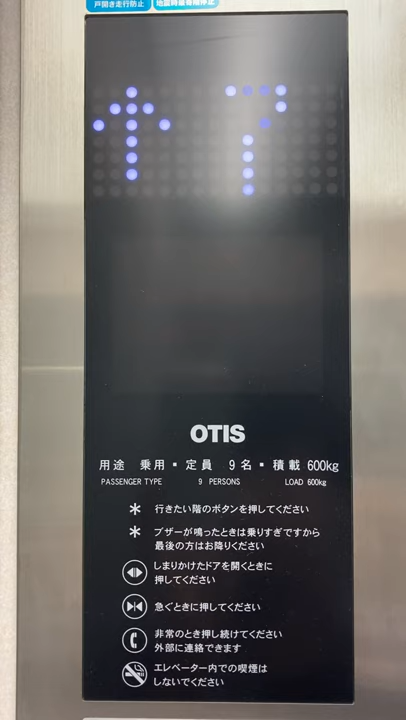 戸開き走行防止 地震時最寄階停止
↑ 7
OTIS
用途 乗用・定員 9名・積載 600kg
PASSENGER TYPE 9 PERSONS LOAD 600kg
* 行きたい階のボタンを押してください
* ブザーが鳴ったときは乗りすぎですから
最後の方はお降りください
しまりかけたドアを開くときに
押してください
急ぐときに押してください
非常のとき押し続けてください
外部に連絡できます
エレベーター内での喫煙は
しないでください